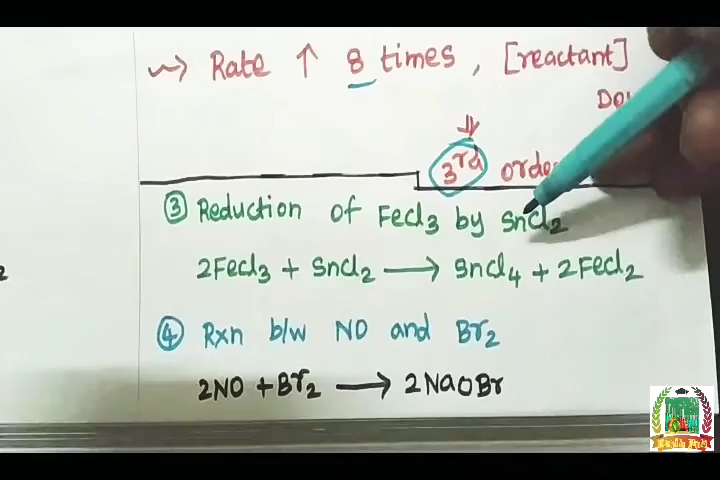 ⇝ Rate ↑ 8 times, [reactant]
3rd
③ Reduction of FeCl3 by SnCl2
2FeCl3 + SnCl2 ⟶ SnCl4 + 2FeCl2
④ Rxn b/w NO and Br2
2NO + Br2 ⟶ 2NaOBr
2